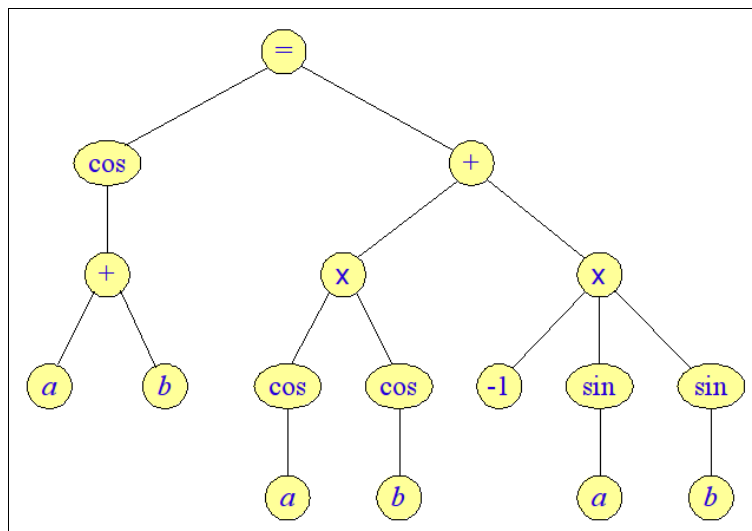 =
cos +
+ x x
a b cos cos -1 sin sin
a b a b